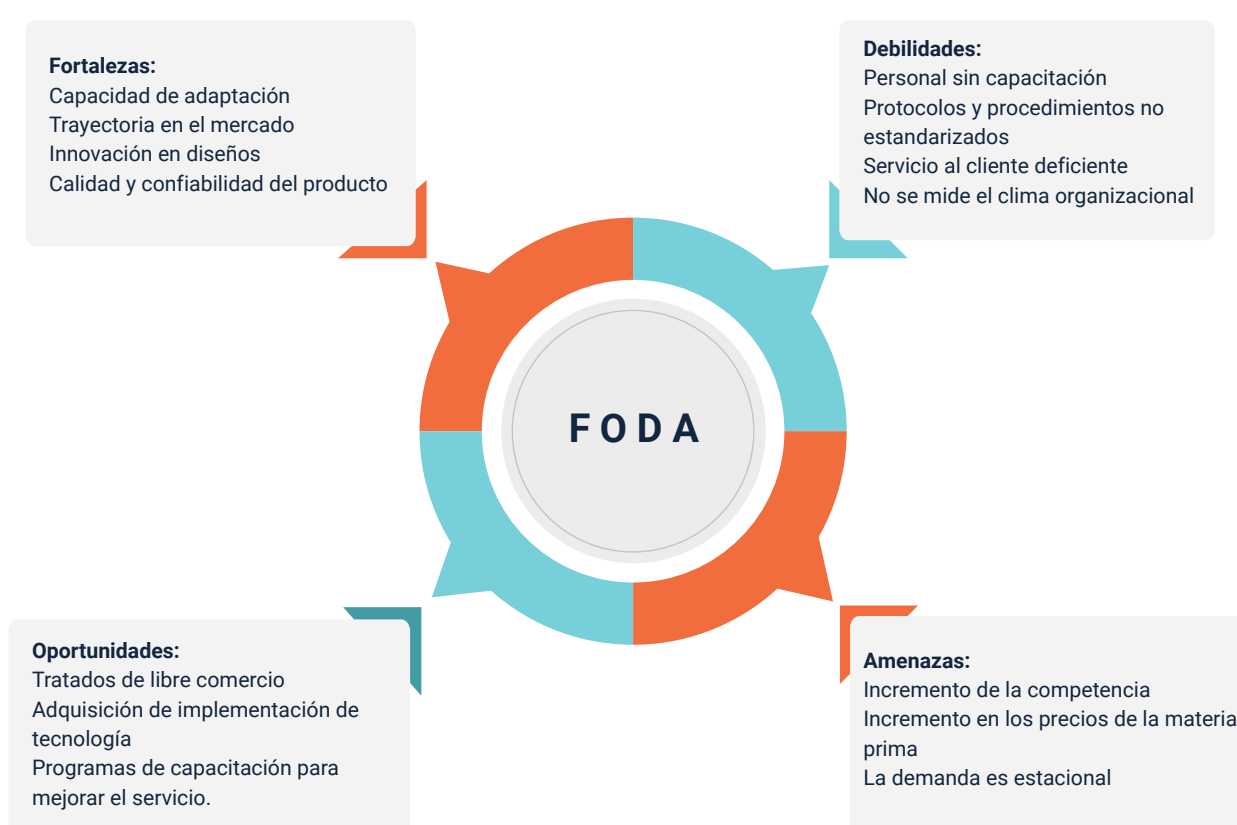 Fortalezas:
Capacidad de adaptación
Trayectoria en el mercado
Innovación en diseños
Calidad y confiabilidad del producto
Debilidades:
Personal sin capacitación
Protocolos y procedimientos no
estandarizados
Servicio al cliente deficiente
No se mide el clima organizacional
FODA
Oportunidades:
Tratados de libre comercio
Adquisición de implementación de
tecnología
Programas de capacitación para
mejorar el servicio.
Amenazas:
Incremento de la competencia
Incremento en los precios de la materia
prima
La demanda es estacional